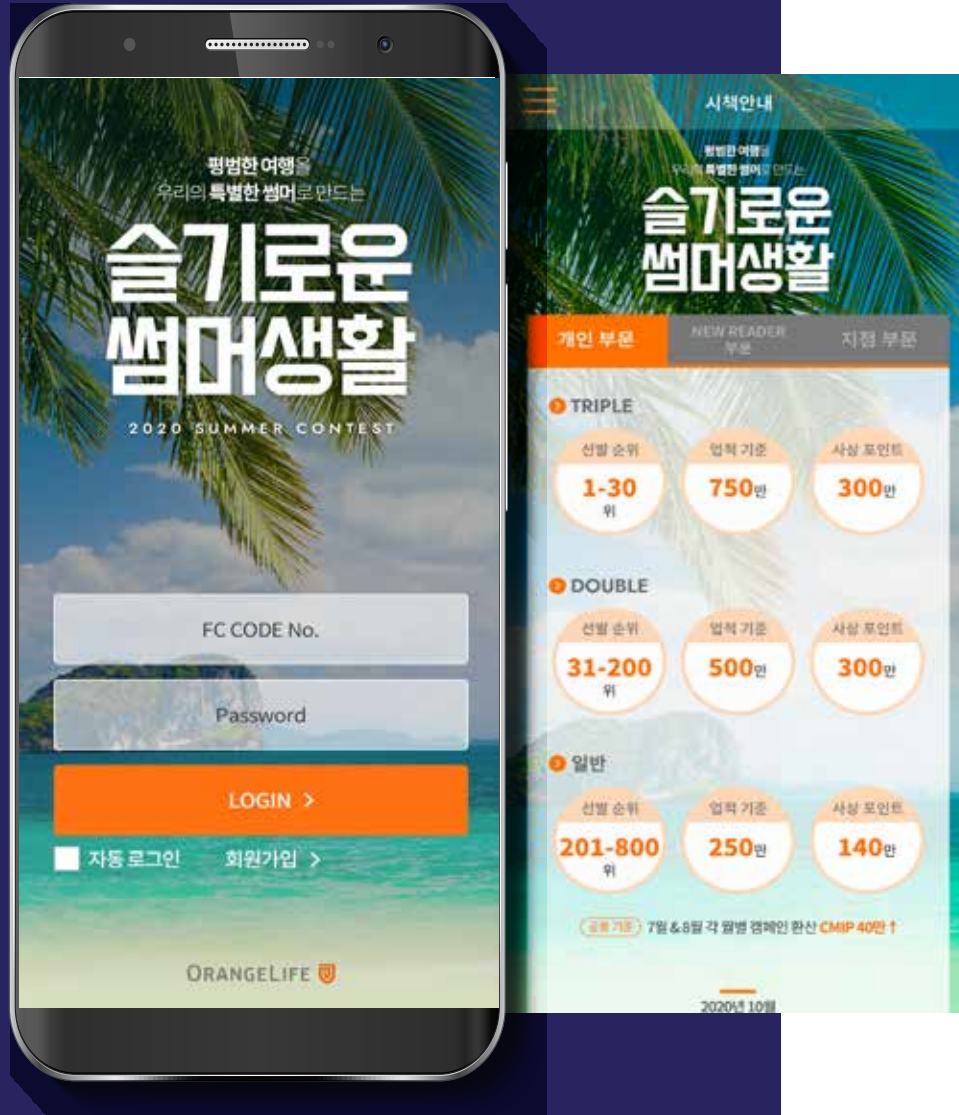 평범한 여행을
우리의 특별한 썸머로 만드는
슬기로운
썸머생활
2020 SUMMER CONTEST
FC CODE No.
Password
LOGIN >
자동 로그인 회원가입 >
ORANGELIFE
시책안내
평범한 여행을
우리의 특별한 썸머로 만드는
슬기로운
썸머생활
개인 부문
NEW READER
부문
지점 부문
TRIPLE
선발 순위 업적 기준 시상 포인트
1-30 750만 300만
위
DOUBLE
선발 순위 업적 기준 시상 포인트
31-200 500만 300만
위
일반
선발 순위 업적 기준 시상 포인트
201-800 250만 140만
위
공통 기준 7월 & 8월 각 월별 캠페인 환산 CMIP 40만↑
2020년 10월